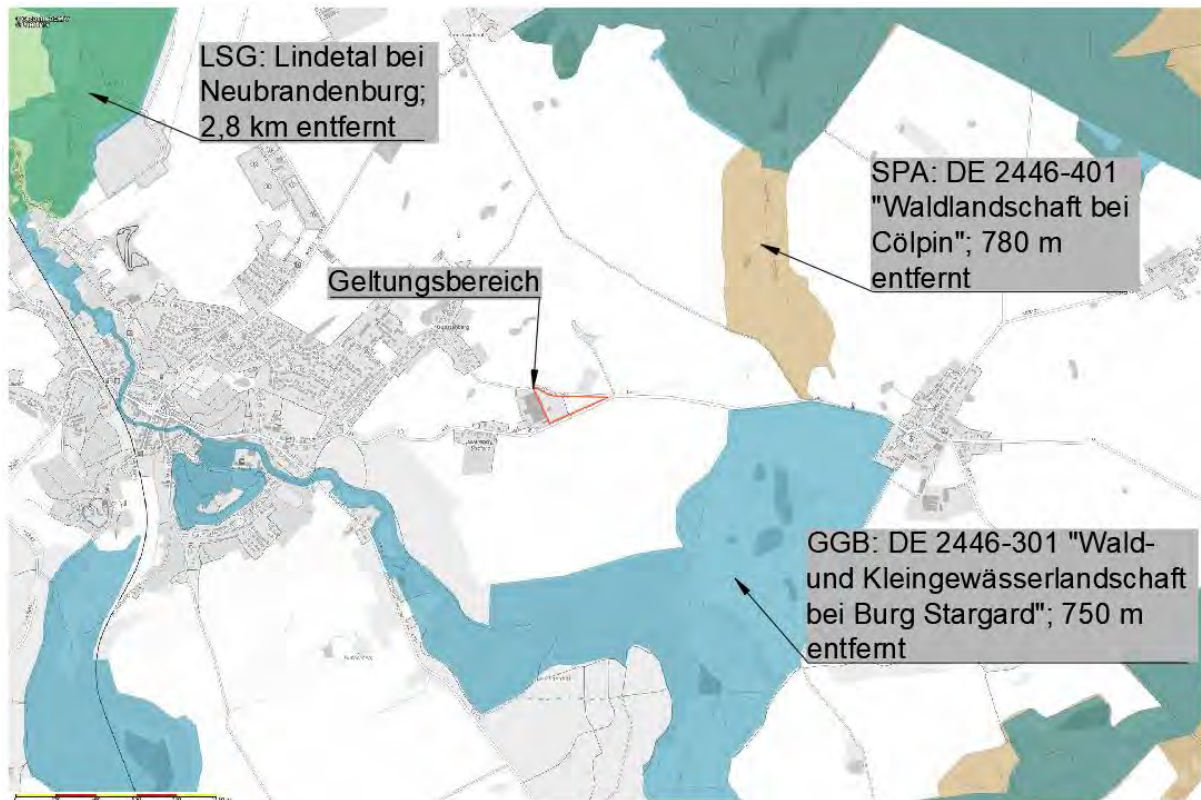 LSG: Lindetal bei
Neubrandenburg;
2,8 km entfernt
SPA: DE 2446-401
"Waldlandschaft bei
Cölpin"; 780 m
entfernt
Geltungsbereich
GGB: DE 2446-301 "Wald-
und Kleingewässerlandschaft
bei Burg Stargard"; 750 m
entfernt